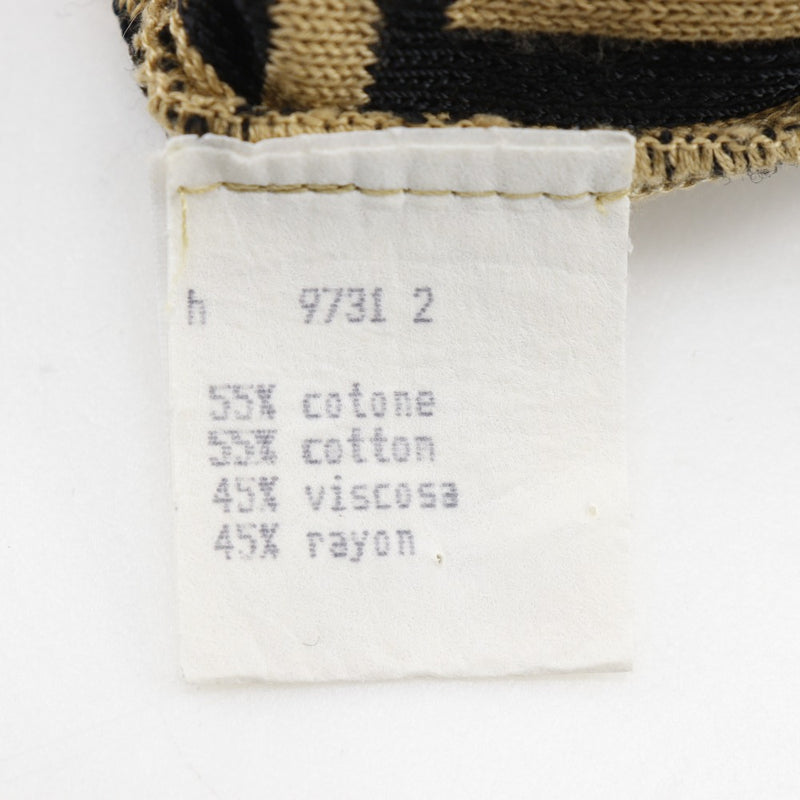 h 9731 2
55% cotone
55% cotton
45% viscosa
45% rayon